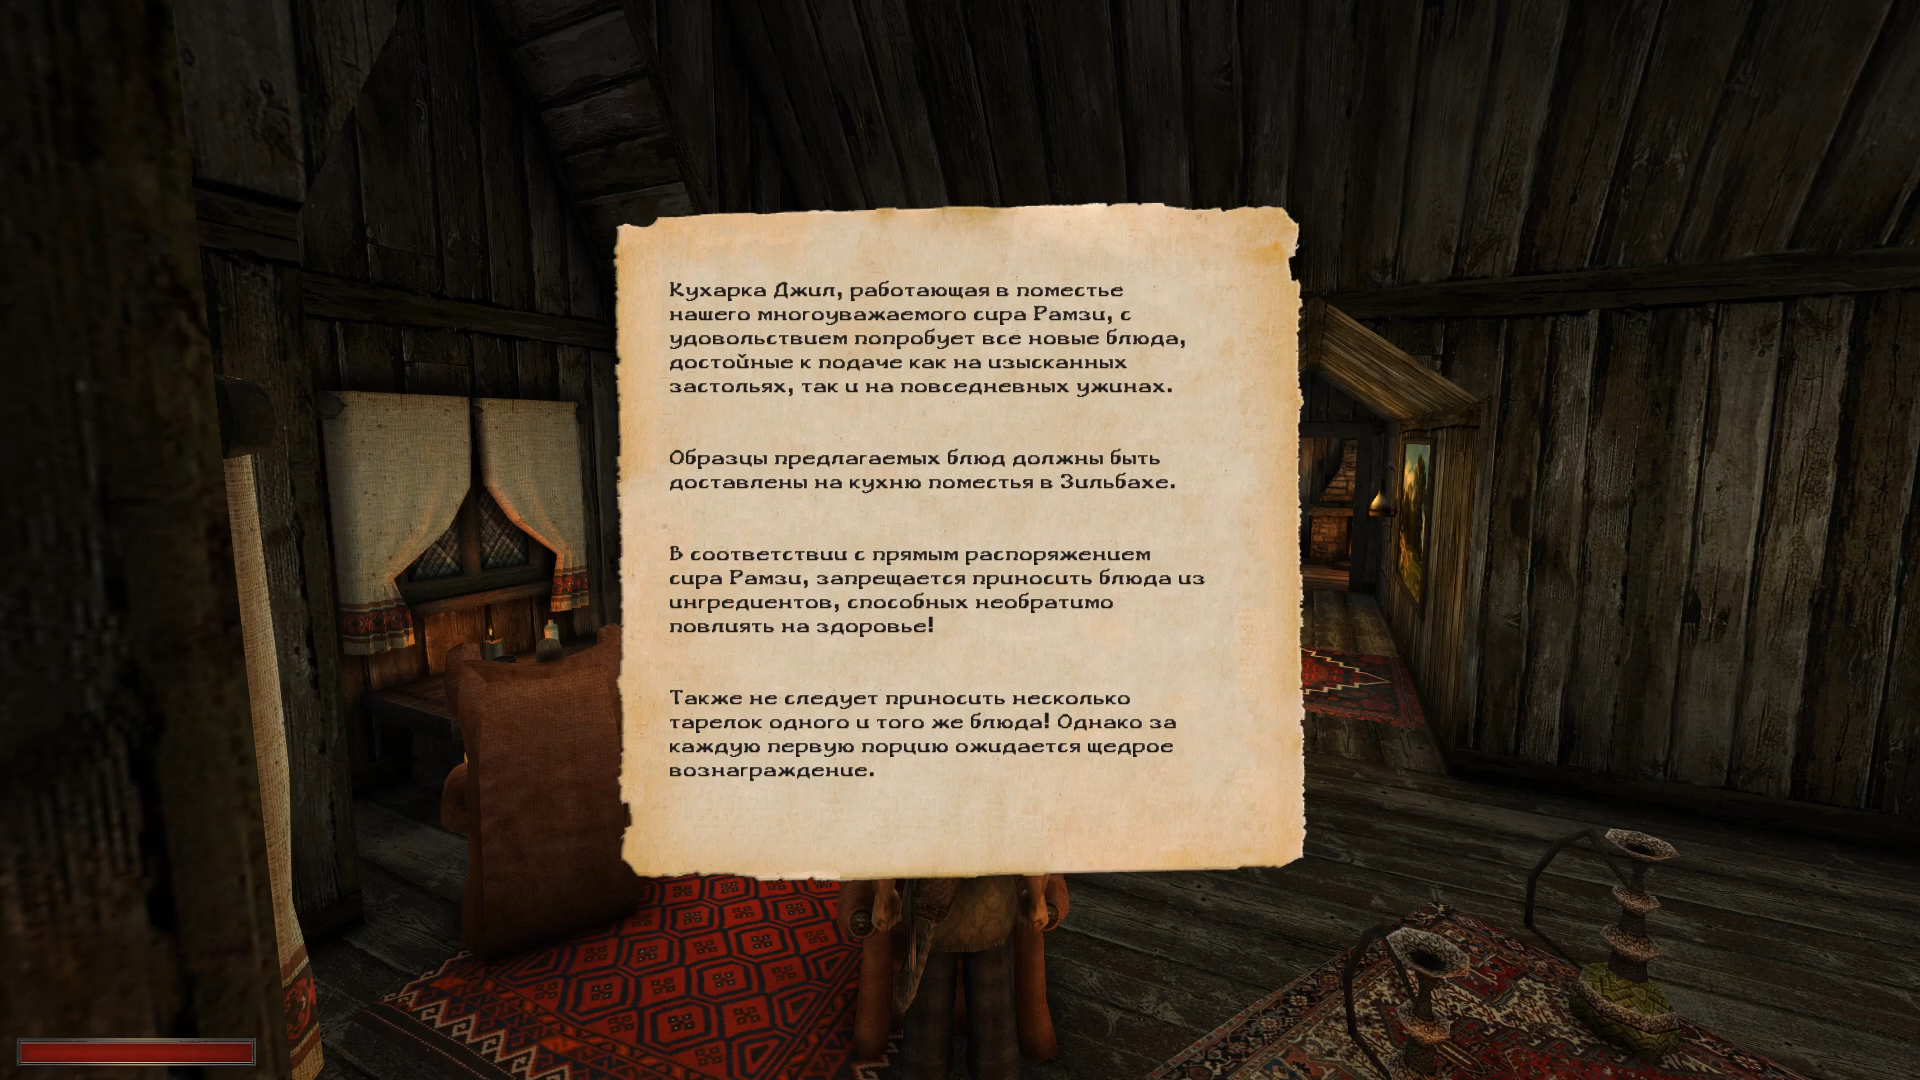 Кухарка Джил, работающая в поместье
нашего многоуважаемого сира Рамзи, с
удовольствием попробует все новые блюда,
достойные к подаче как на изысканных
застольях, так и на повседневных ужинах.
Образцы предлагаемых блюд должны быть
доставлены на кухню поместья в Зильбахе.
В соответствии с прямым распоряжением
сира Рамзи, запрещается приносить блюда из
ингредиентов, способных необратимо
повлиять на здоровье!
Также не следует приносить несколько
тарелок одного и того же блюда! Однако за
каждую первую порцию ожидается щедрое
вознаграждение.